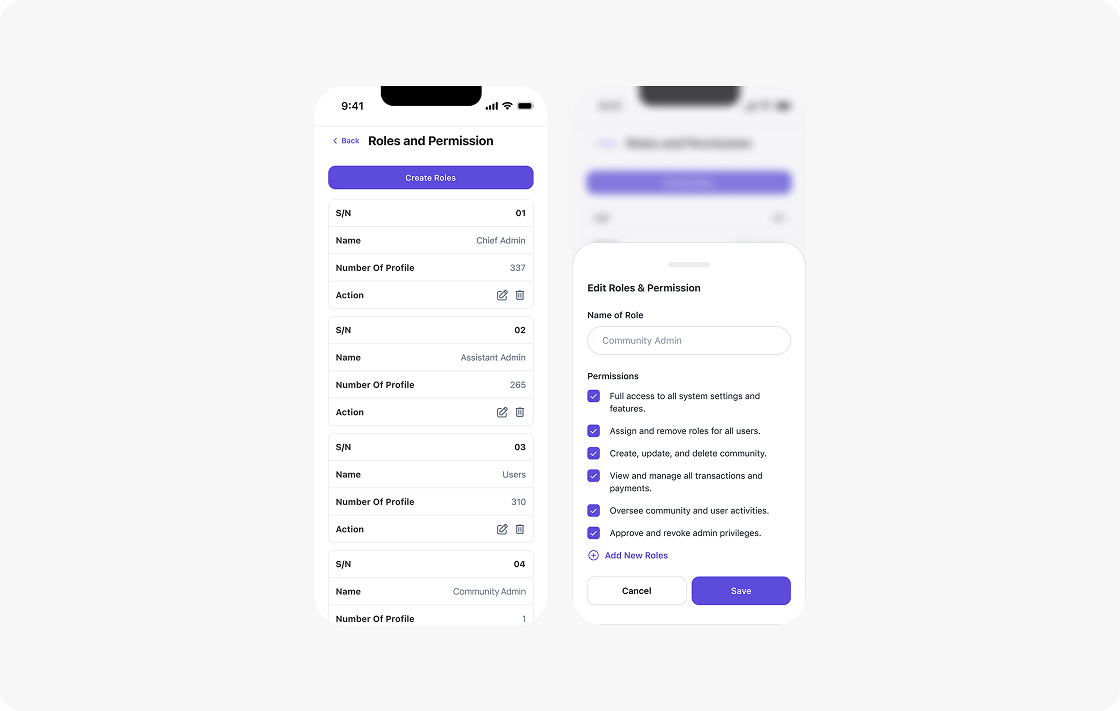 9:41
Back Roles and Permission
Create Roles
S/N 01
Name Chief Admin
Number Of Profile 337
Action
S/N 02
Name Assistant Admin
Number Of Profile 265
Action
S/N 03
Name Users
Number Of Profile 310
Action
S/N 04
Name Community Admin
Number Of Profile 1
Edit Roles & Permission
Name of Role
Community Admin
Permissions
Full access to all system settings and
features.
Assign and remove roles for all users.
Create, update, and delete community.
View and manage all transactions and
payments.
Oversee community and user activities.
Approve and revoke admin privileges.
Add New Roles
Cancel Save